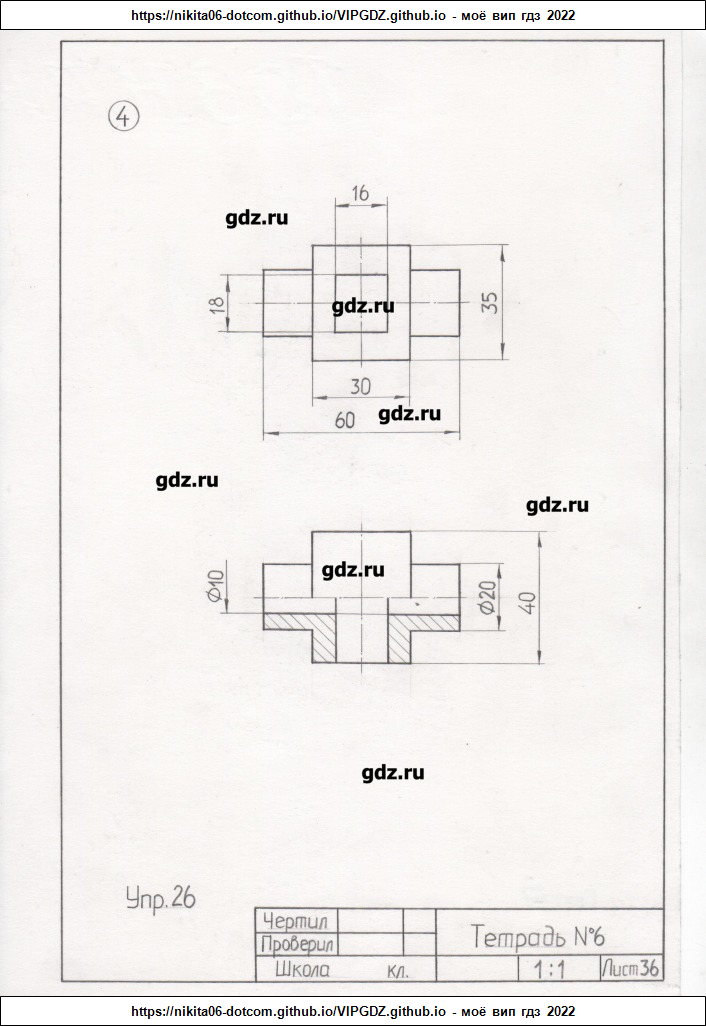 https://nikita06-dotcom.github.io/VIPGDZ.github.io - моё вип гдз 2022
4
16
gdz.ru
18
gdz.ru
35
30
gdz.ru
60
gdz.ru
gdz.ru
gdz.ru
Ø10
Ø20
40
gdz.ru
Упр.26
Чертил
Проверил
Тетрадь №6
Школа кл.
1:1
Лист 36
https://nikita06-dotcom.github.io/VIPGDZ.github.io - моё вип гдз 2022